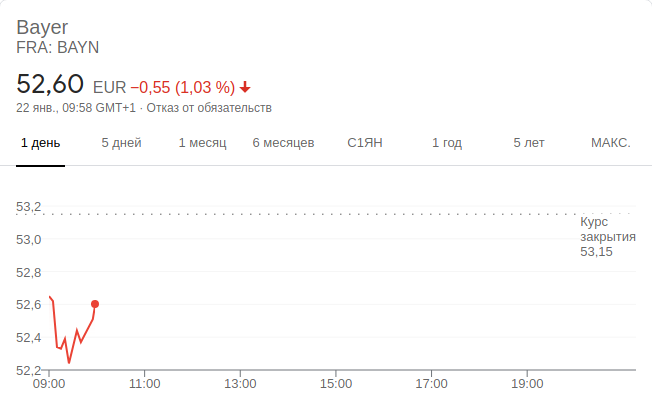 Bayer
FRA: BAYN
52,60 EUR −0,55 (1,03 %)
22 янв., 09:58 GMT+1 · Отказ от обязательств
1 день 5 дней 1 месяц 6 месяцев С1ЯН 1 год 5 лет МАКС.
53,2
Курс
закрытия
53,15
53,0
52,8
52,6
52,4
52,2
09:00 11:00 13:00 15:00 17:00 19:00